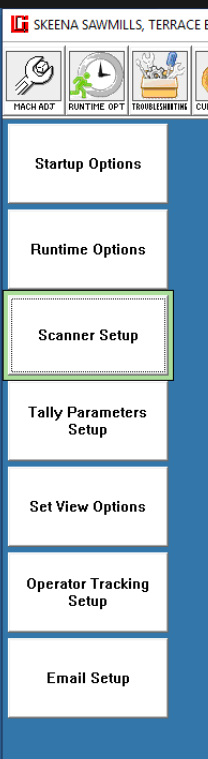 SKEENA SAWMILLS, TERRACE
MACH ADJ
RUNTIME OPT
TROUBLESHOOTING
Startup Options
Runtime Options
Scanner Setup
Tally Parameters
Setup
Set View Options
Operator Tracking
Setup
Email Setup